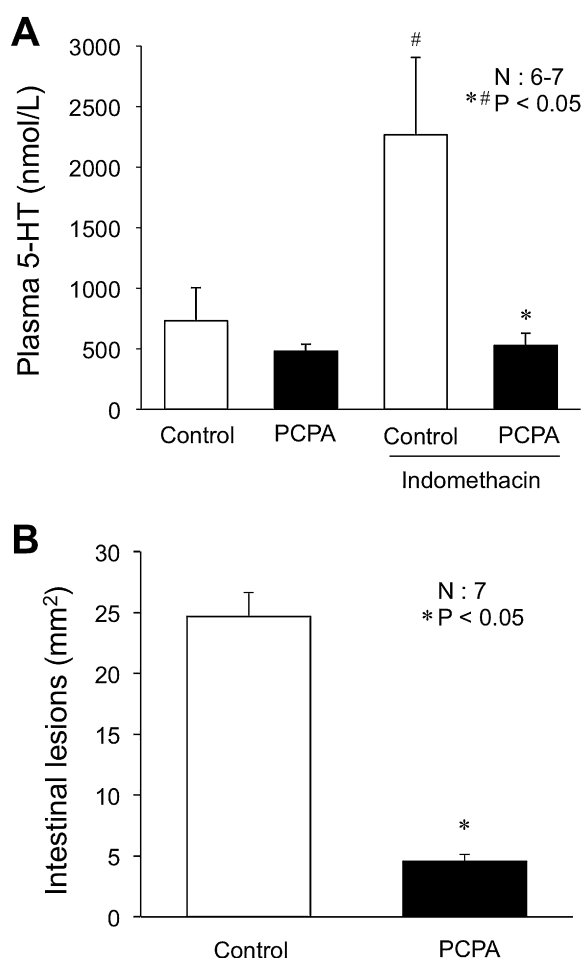 A
Plasma 5-HT (nmol/L)
3000
2500
2000
1500
1000
500
0
#
N : 6-7
*# P < 0.05
*
Control
PCPA
Control
PCPA
Indomethacin
B
Intestinal lesions (mm²)
30
25
20
15
10
5
0
N : 7
* P < 0.05
*
Control
PCPA